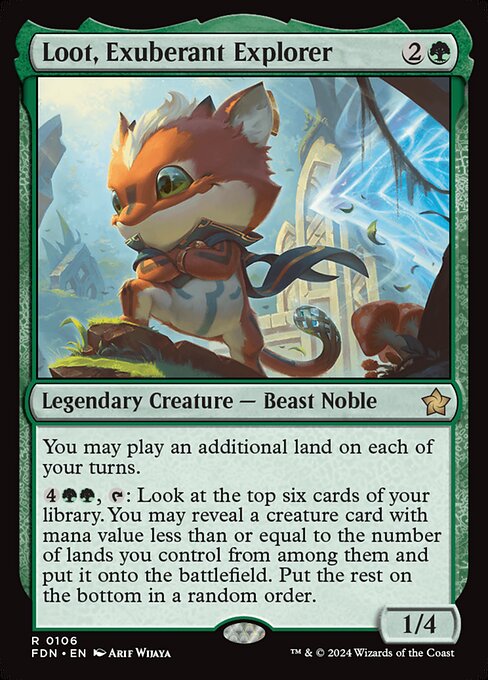 Loot, Exuberant Explorer 2
Legendary Creature — Beast Noble
You may play an additional land on each of
your turns.
4, : Look at the top six cards of your
library. You may reveal a creature card with
mana value less than or equal to the number
of lands you control from among them and
put it onto the battlefield. Put the rest on
the bottom in a random order.
1/4
R 0106
FDN • EN Arif Wijaya
™ & © 2024 Wizards of the Coast